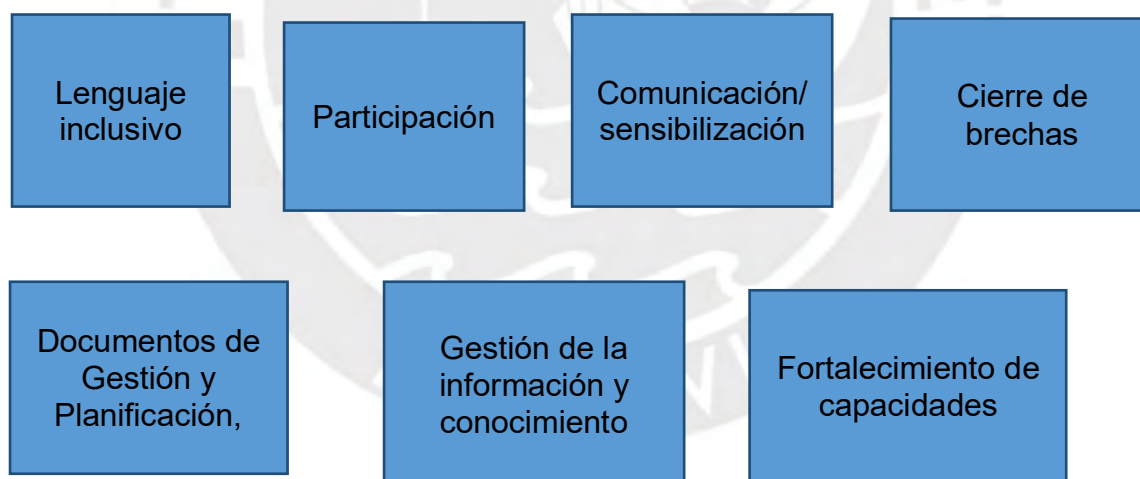 Lenguaje
inclusivo
Participación
Comunicación/
sensibilización
Cierre de
brechas
Documentos de
Gestión y
Planificación,
Gestión de la
información y
conocimiento
Fortalecimiento de
capacidades